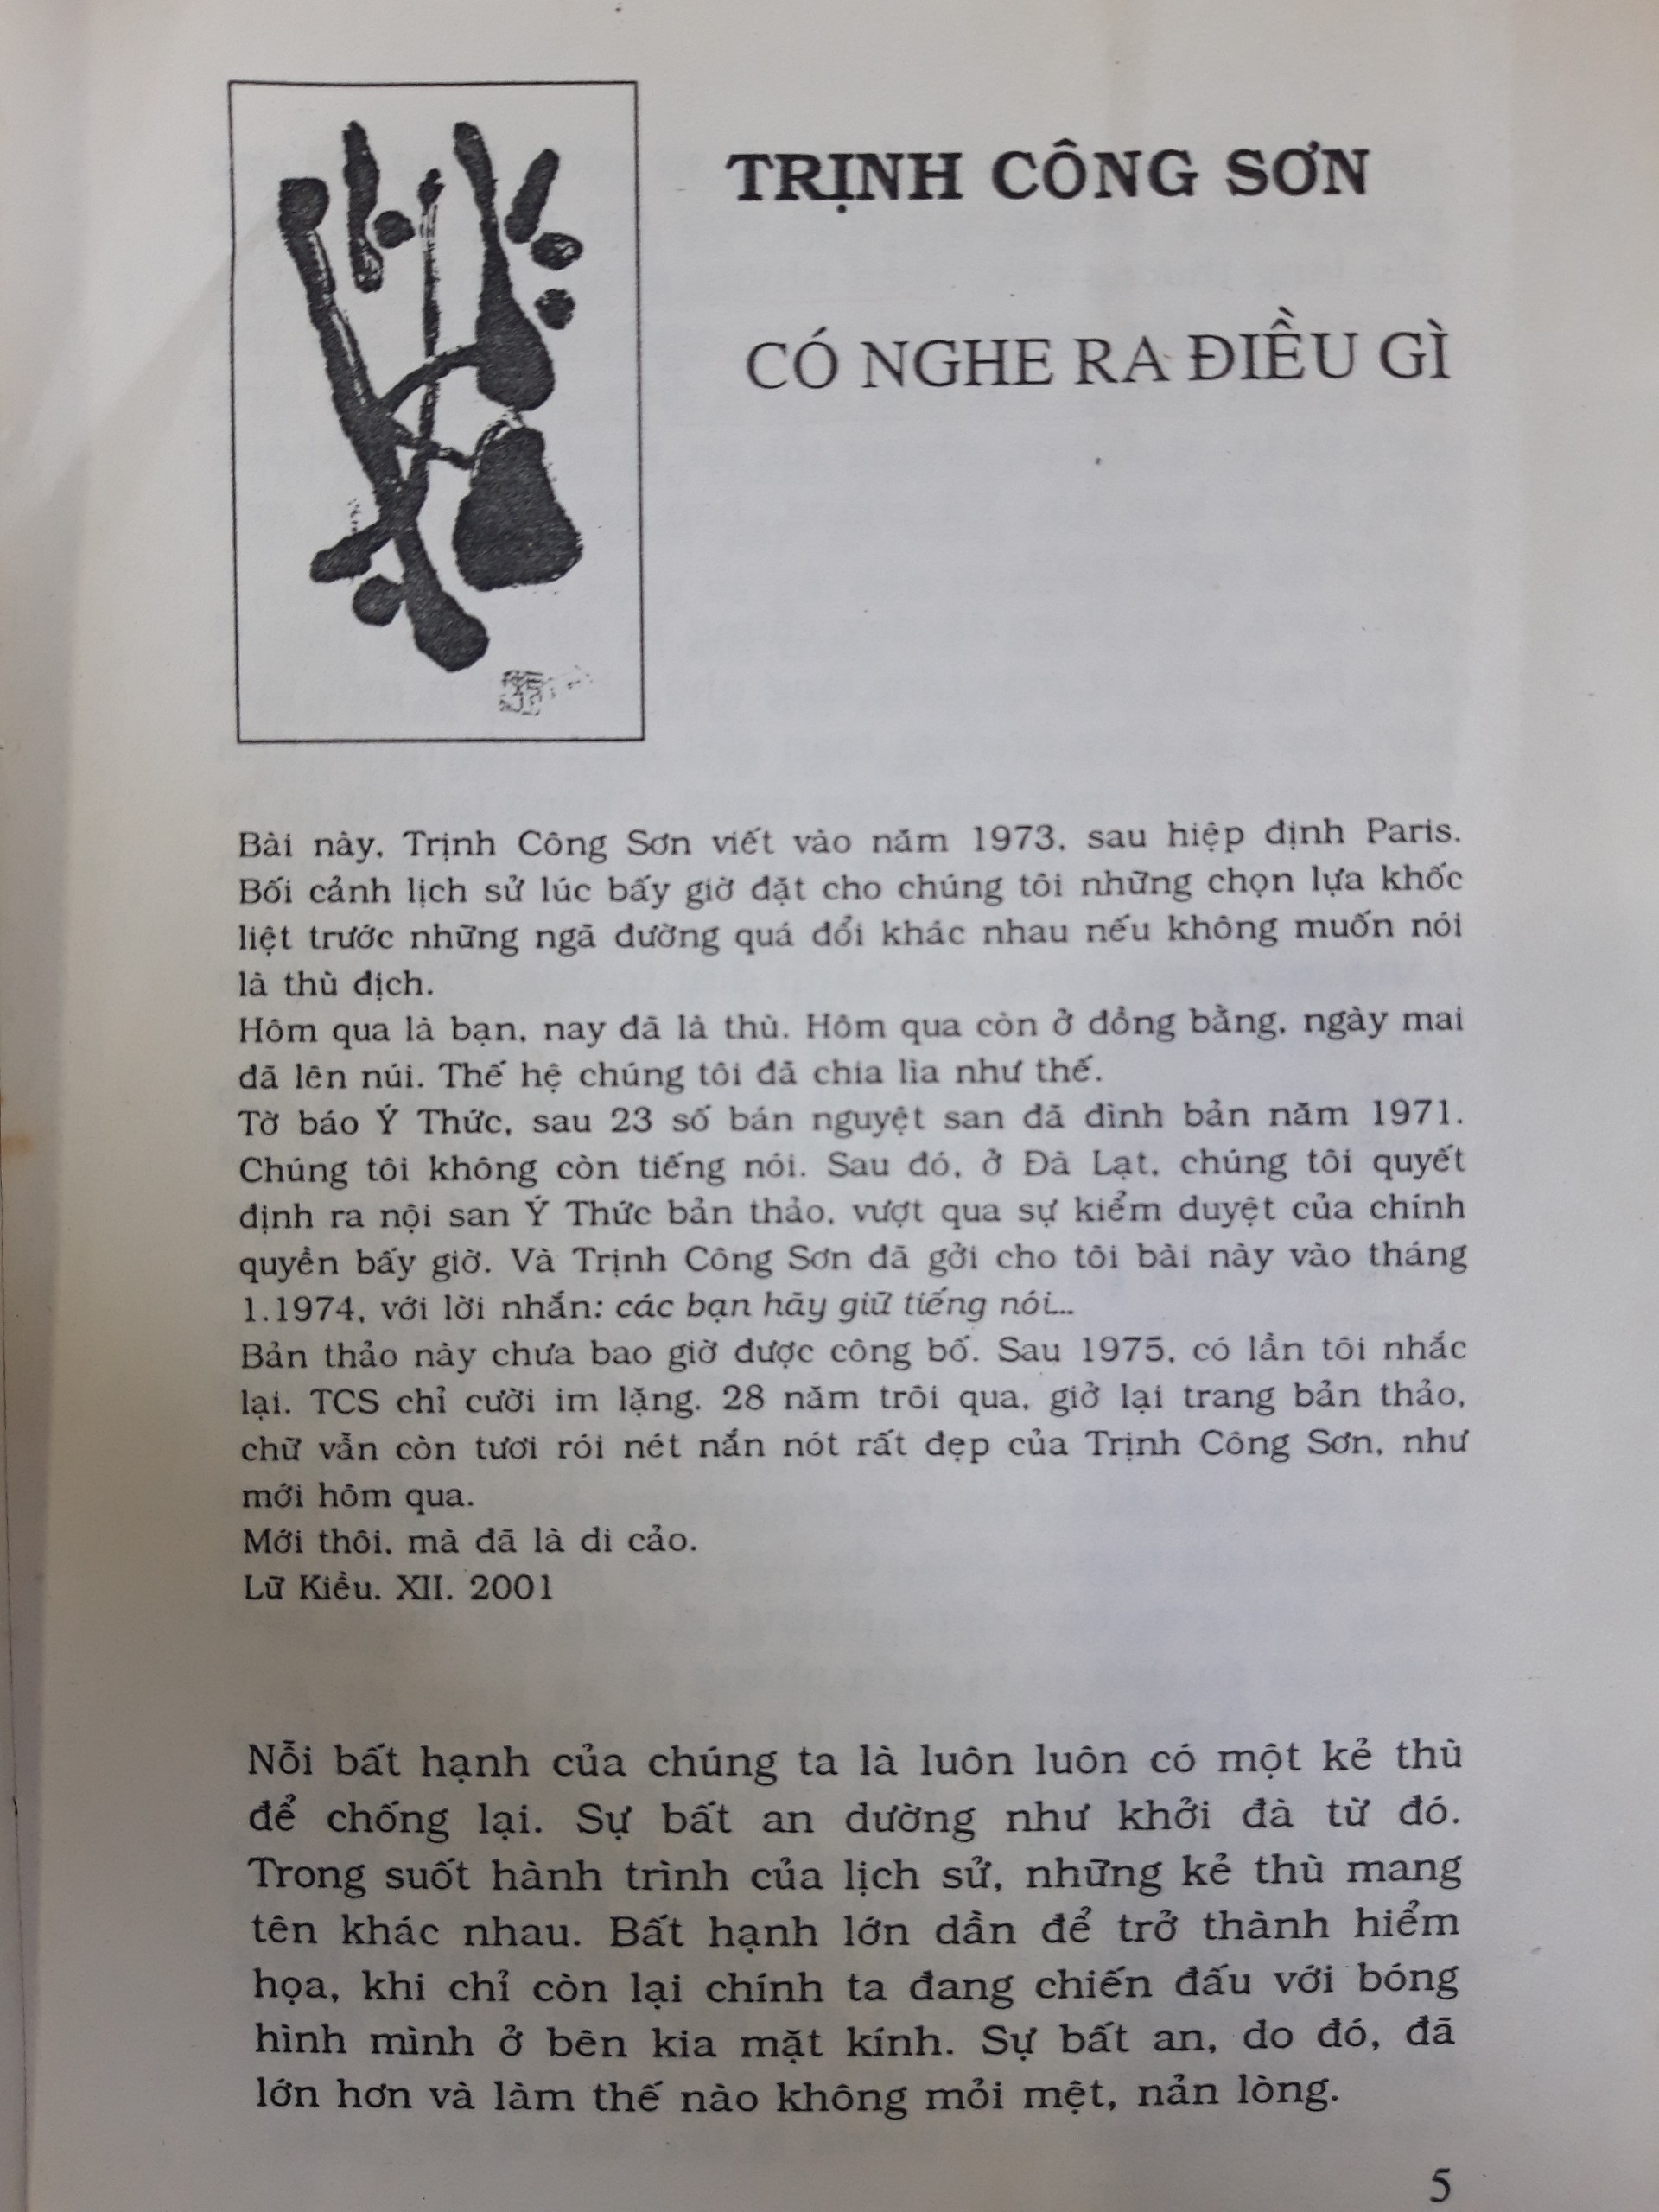 TRỊNH CÔNG SƠN
CÓ NGHE RA ĐIỀU GÌ
Bài này, Trịnh Công Sơn viết vào năm 1973, sau hiệp định Paris.
Bối cảnh lịch sử lúc bấy giờ đặt cho chúng tôi những chọn lựa khốc
liệt trước những ngã đường quá đổi khác nhau nếu không muốn nói
là thù địch.
Hôm qua là bạn, nay đã là thù. Hôm qua còn ở đồng bằng, ngày mai
đã lên núi. Thế hệ chúng tôi đã chia lìa như thế.
Tờ báo Ý Thức, sau 23 số bán nguyệt san đã đình bản năm 1971.
Chúng tôi không còn tiếng nói. Sau đó, ở Đà Lạt, chúng tôi quyết
định ra nội san Ý Thức bản thảo, vượt qua sự kiểm duyệt của chính
quyền bấy giờ. Và Trịnh Công Sơn đã gởi cho tôi bài này vào tháng
1.1974, với lời nhắn: các bạn hãy giữ tiếng nói...
Bản thảo này chưa bao giờ được công bố. Sau 1975, có lần tôi nhắc
lại. TCS chỉ cười im lặng. 28 năm trôi qua, giở lại trang bản thảo,
chữ vẫn còn tươi rói nét nắn nót rất đẹp của Trịnh Công Sơn, như
mới hôm qua.
Mới thôi, mà đã là di cảo.
Lữ Kiều. XII. 2001
Nỗi bất hạnh của chúng ta là luôn luôn có một kẻ thù
để chống lại. Sự bất an dường như khởi đà từ đó.
Trong suốt hành trình của lịch sử, những kẻ thù mang
tên khác nhau. Bất hạnh lớn dần để trở thành hiểm
họa, khi chỉ còn lại chính ta đang chiến đấu với bóng
hình mình ở bên kia mặt kính. Sự bất an, do đó, đã
lớn hơn và làm thế nào không mỏi mệt, nản lòng.
5